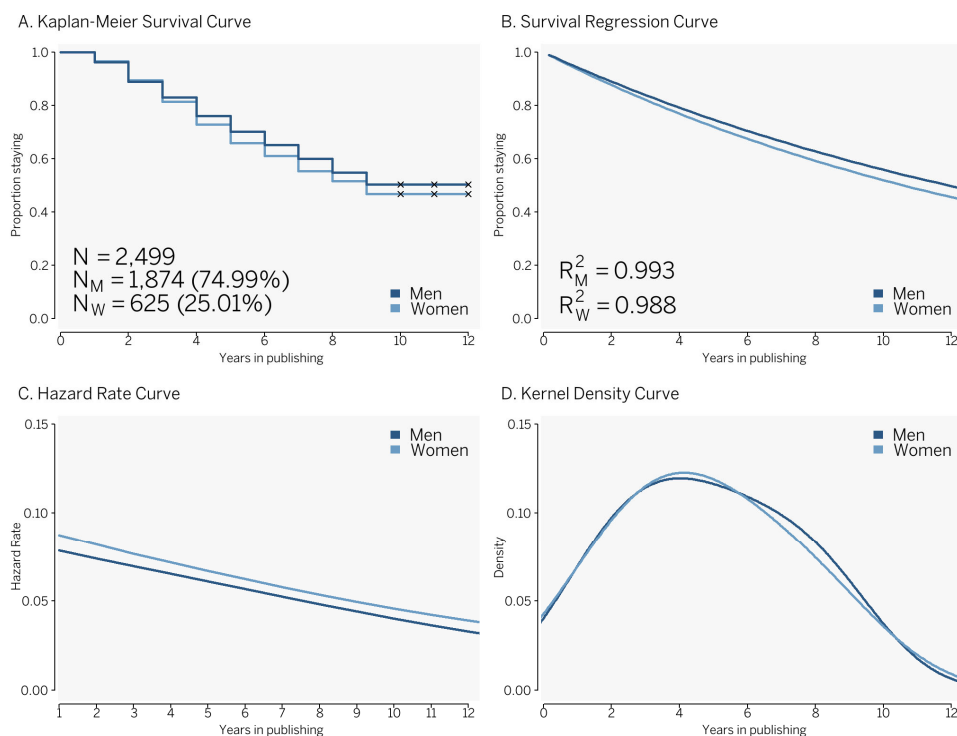 A. Kaplan-Meier Survival Curve
1.0
0.8
0.6
0.4
0.2
0.0
Proportion staying
N = 2,499
N_M = 1,874 (74.99%)
N_W = 625 (25.01%)
Men
Women
0 2 4 6 8 10 12
Years in publishing
B. Survival Regression Curve
1.0
0.8
0.6
0.4
0.2
0.0
Proportion staying
R²_M = 0.993
R²_W = 0.988
Men
Women
0 2 4 6 8 10 12
Years in publishing
C. Hazard Rate Curve
0.15
0.10
0.05
0.00
Hazard Rate
Men
Women
1 2 3 4 5 6 7 8 9 10 11 12
Years in publishing
D. Kernel Density Curve
0.15
0.10
0.05
0.00
Density
Men
Women
0 2 4 6 8 10 12
Years in publishing